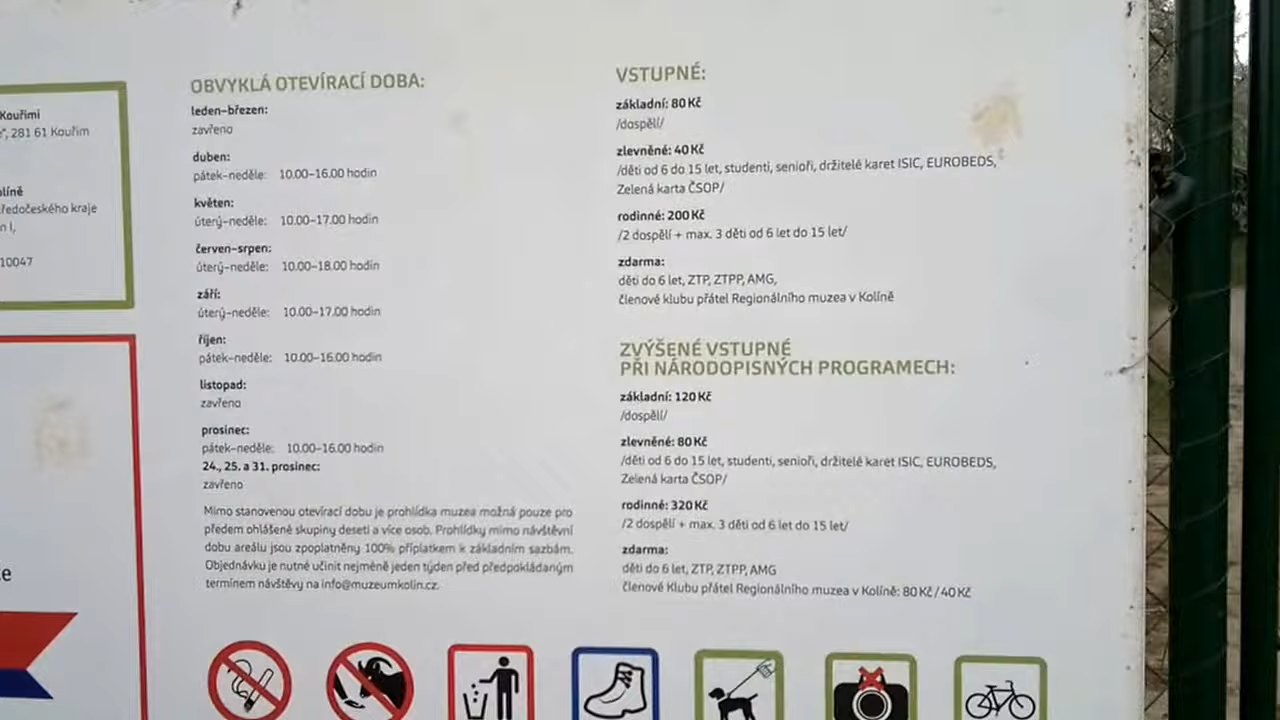 Kouřimi
281 61 Kouřim
ředočeského kraje
n I,
10047
OBVYKLÁ OTEVÍRACÍ DOBA:
leden–březen:
zavřeno
duben:
pátek–neděle: 10.00–16.00 hodin
květen:
úterý–neděle: 10.00–17.00 hodin
červen–srpen:
úterý–neděle: 10.00–18.00 hodin
září:
úterý–neděle: 10.00–17.00 hodin
říjen:
pátek–neděle: 10.00–16.00 hodin
listopad:
zavřeno
prosinec:
pátek–neděle: 10.00–16.00 hodin
24., 25. a 31. prosinec:
zavřeno
Mimo stanovenou otevírací dobu je prohlídka muzea možná pouze pro
předem ohlášené skupiny deseti a více osob. Prohlídky mimo návštěvní
dobu areálu jsou zpoplatněny 100% příplatkem k základním sazbám.
Objednávku je nutné učinit nejméně jeden týden před předpokládaným
termínem návštěvy na info@muzeumkolin.cz.
VSTUPNÉ:
základní: 80 Kč
/dospělí/
zlevněné: 40 Kč
/děti od 6 do 15 let, studenti, senioři, držitelé karet ISIC, EUROBEDS,
Zelená karta ČSOP/
rodinné: 200 Kč
/2 dospělí + max. 3 děti od 6 let do 15 let/
zdarma:
děti do 6 let, ZTP, ZTPP, AMG,
členové klubu přátel Regionálního muzea v Kolíně
ZVÝŠENÉ VSTUPNÉ
PŘI NÁRODOPISNÝCH PROGRAMECH:
základní: 120 Kč
/dospělí/
zlevněné: 80 Kč
/děti od 6 do 15 let, studenti, senioři, držitelé karet ISIC, EUROBEDS,
Zelená karta ČSOP/
rodinné: 320 Kč
/2 dospělí + max. 3 děti od 6 let do 15 let/
zdarma:
děti do 6 let, ZTP, ZTPP, AMG
členové Klubu přátel Regionálního muzea v Kolíně: 80 Kč / 40 Kč